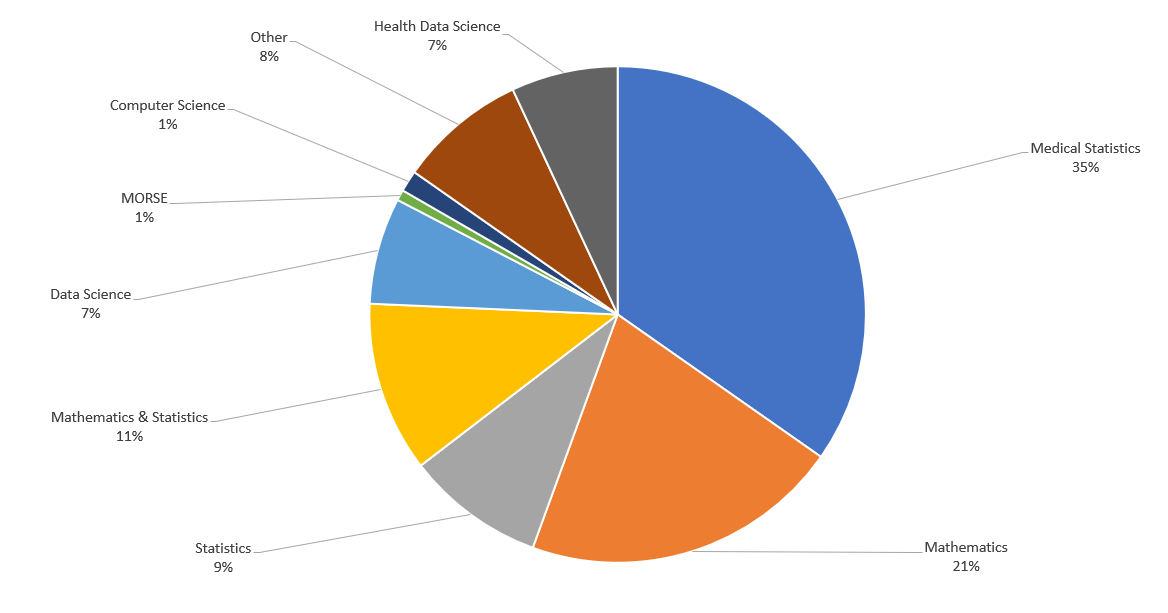 Health Data Science
7%
Other
8%
Computer Science
1%
Medical Statistics
35%
MORSE
1%
Data Science
7%
Mathematics & Statistics
11%
Statistics
9%
Mathematics
21%